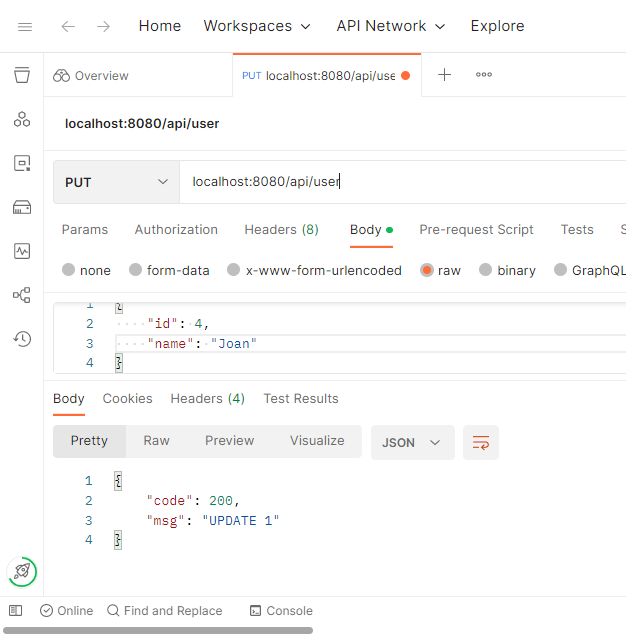 Home Workspaces API Network Explore
Overview PUT localhost:8080/api/use
localhost:8080/api/user
PUT localhost:8080/api/user
Params Authorization Headers (8) Body Pre-request Script Tests S
none form-data x-www-form-urlencoded raw binary GraphQL
1 {
2 ····"id":·4,
3 ····"name":·"Joan"
4 }
Body Cookies Headers (4) Test Results
Pretty Raw Preview Visualize JSON
1 {
2 "code": 200,
3 "msg": "UPDATE 1"
4 }
Online Find and Replace Console